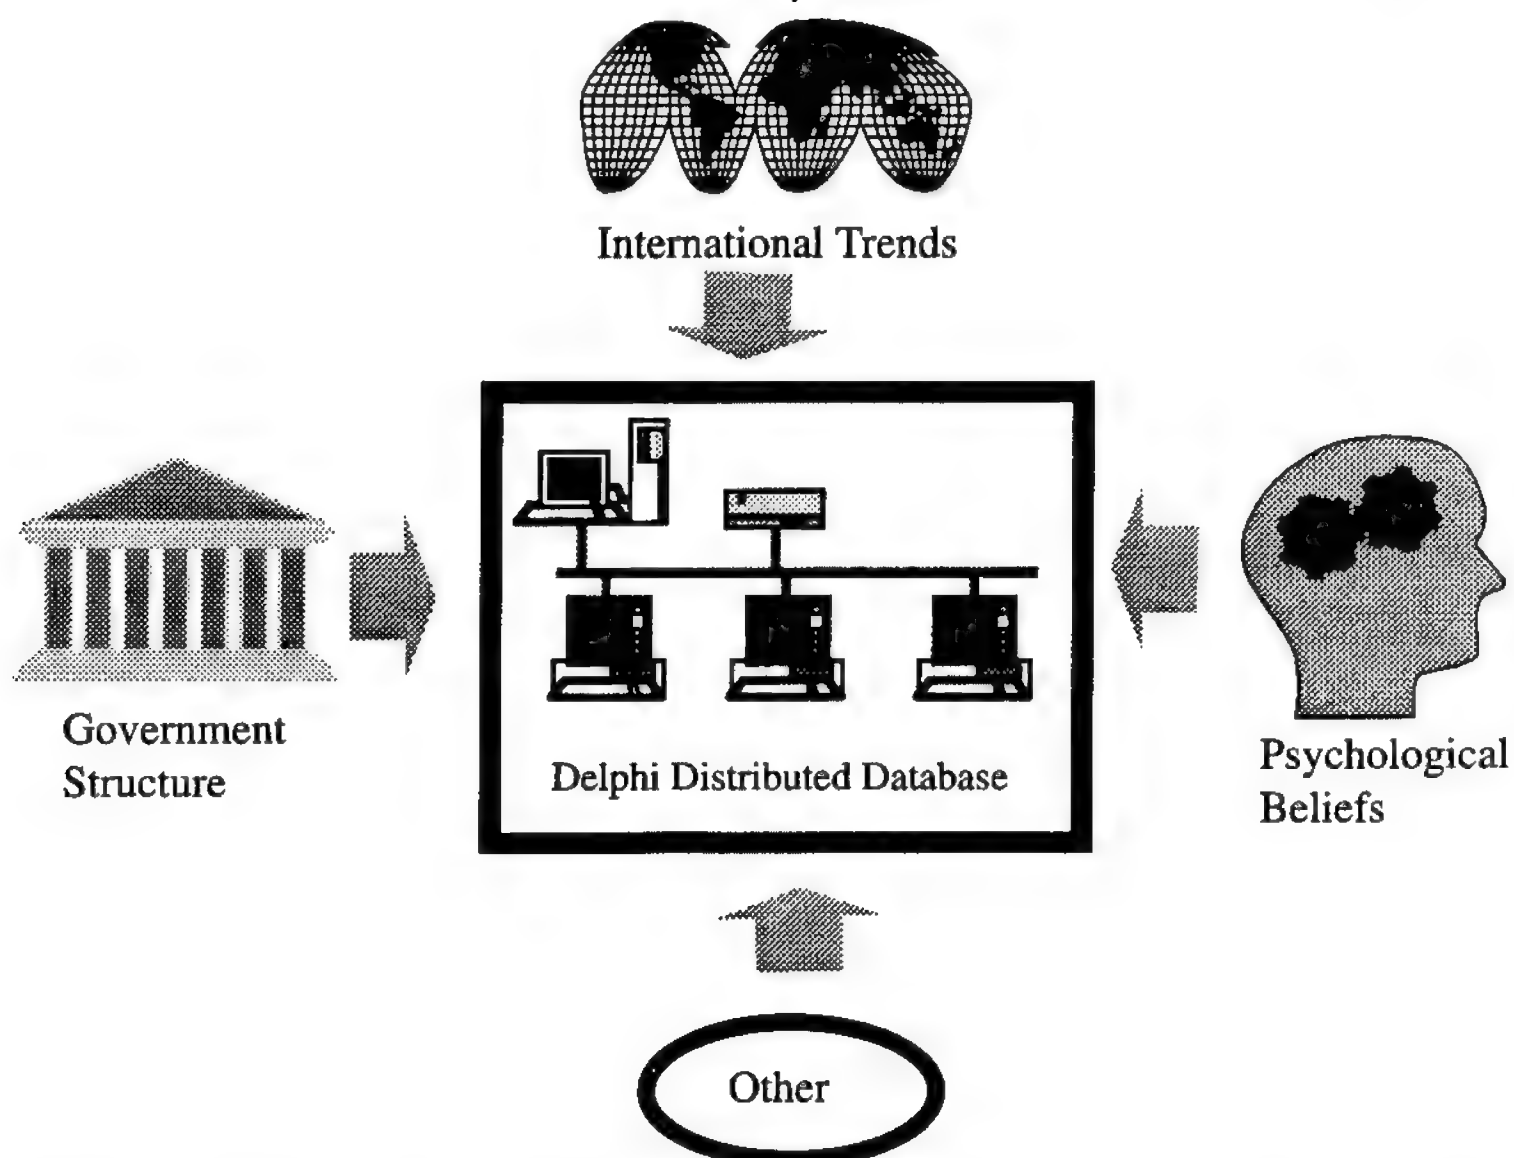 International Trends
Government
Structure
Delphi Distributed Database
Psychological
Beliefs
Other